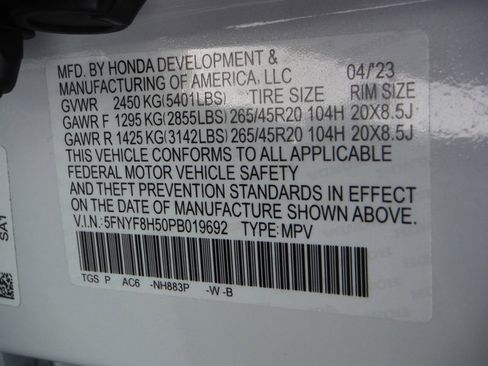 MFD. BY HONDA DEVELOPMENT &
MANUFACTURING OF AMERICA, LLC 04/'23
GVWR 2450 KG(5401LBS) TIRE SIZE RIM SIZE
GAWR F 1295 KG(2855LBS) 265/45R20 104H 20X8.5J
GAWR R 1425 KG(3142LBS) 265/45R20 104H 20X8.5J
THIS VEHICLE CONFORMS TO ALL APPLICABLE
FEDERAL MOTOR VEHICLE SAFETY
AND THEFT PREVENTION STANDARDS IN EFFECT
ON THE DATE OF MANUFACTURE SHOWN ABOVE.
V.I.N.: 5FNYF8H50PB019692 TYPE: MPV
TGS P AC6 -NH883P -W -B
SA1